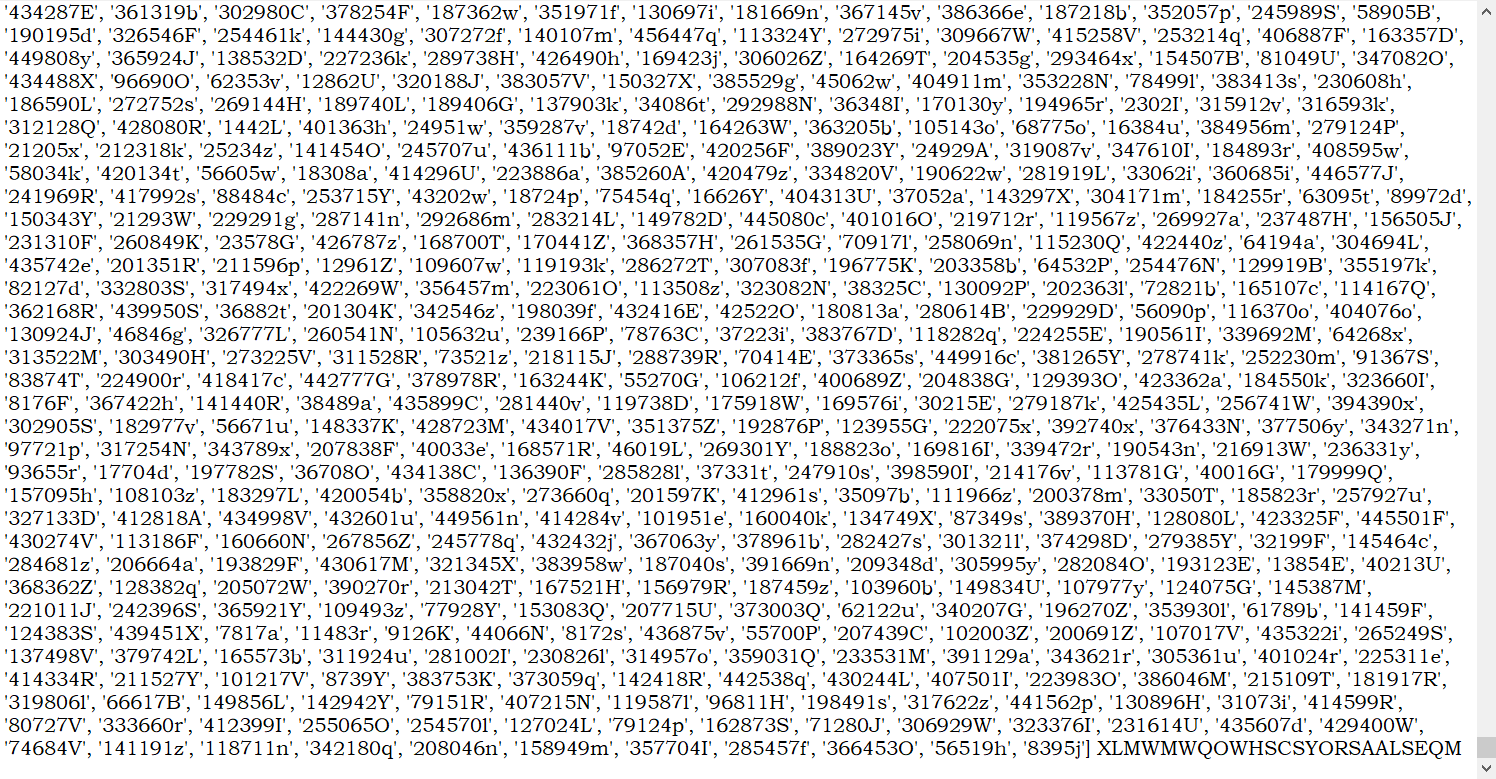 '434287E', '361319b', '302980C', '378254F', '187362w', '351971f', '130697i', '181669n', '367145v', '386366e', '187218b', '352057p', '245989S', '58905B',
'190195d', '326546F', '254461k', '144430g', '307272f', '140107m', '456447q', '113324Y', '272975i', '309667W', '415258V', '253214q', '406887F', '163357D',
'449808y', '365924J', '138532D', '227236k', '289738H', '426490h', '169423j', '306026Z', '164269T', '204535g', '293464x', '154507B', '81049U', '347082O',
'434488X', '96690O', '62353v', '12862U', '320188J', '383057V', '150327X', '385529g', '45062w', '404911m', '353228N', '78499l', '383413s', '230608h',
'186590L', '272752s', '269144H', '189740L', '189406G', '137903k', '34086t', '292988N', '36348I', '170130y', '194965r', '2302I', '315912v', '316593k',
'312128Q', '428080R', '1442L', '401363h', '24951w', '359287v', '18742d', '164263W', '363205b', '105143o', '68775o', '16384u', '384956m', '279124P',
'21205x', '212318k', '25234z', '141454O', '245707u', '436111b', '97052E', '420256F', '389023Y', '24929A', '319087v', '347610I', '184893r', '408595w',
'58034k', '420134t', '56605w', '18308a', '414296U', '223886a', '385260A', '420479z', '334820V', '190622w', '281919L', '33062i', '360685i', '446577J',
'241969R', '417992s', '88484c', '253715Y', '43202w', '18724p', '75454q', '16626Y', '404313U', '37052a', '143297X', '304171m', '184255r', '63095t', '89972d',
'150343Y', '21293W', '229291g', '287141n', '292686m', '283214L', '149782D', '445080c', '401016O', '219712r', '119567z', '269927a', '237487H', '156505J',
'231310F', '260849K', '23578G', '426787z', '168700T', '170441Z', '368357H', '261535G', '70917l', '258069n', '115230Q', '422440z', '64194a', '304694L',
'435742e', '201351R', '211596p', '12961Z', '109607w', '119193k', '286272T', '307083f', '196775K', '203358b', '64532P', '254476N', '129919B', '355197k',
'82127d', '332803S', '317494x', '422269W', '356457m', '223061O', '113508z', '323082N', '38325C', '130092P', '202363l', '72821b', '165107c', '114167Q',
'362168R', '439950S', '36882t', '201304K', '342546z', '198039f', '432416E', '42522O', '180813a', '280614B', '229929D', '56090p', '116370o', '404076o',
'130924J', '46846g', '326777L', '260541N', '105632u', '239166P', '78763C', '37223i', '383767D', '118282q', '224255E', '190561I', '339692M', '64268x',
'313522M', '303490H', '273225V', '311528R', '73521z', '218115J', '288739R', '70414E', '373365s', '449916c', '381265Y', '278741k', '252230m', '91367S',
'83874T', '224900r', '418417c', '442777G', '378978R', '163244K', '55270G', '106212f', '400689Z', '204838G', '129393O', '423362a', '184550k', '323660I',
'8176F', '367422h', '141440R', '38489a', '435899C', '281440v', '119738D', '175918W', '169576i', '30215E', '279187k', '425435L', '256741W', '394390x',
'302905S', '182977v', '56671u', '148337K', '428723M', '434017V', '351375Z', '192876P', '123955G', '222075x', '392740x', '376433N', '377506y', '343271n',
'97721p', '317254N', '343789x', '207838F', '40033e', '168571R', '46019L', '269301Y', '188823o', '169816I', '339472r', '190543n', '216913W', '236331y',
'93655r', '17704d', '197782S', '36708O', '434138C', '136390F', '285828l', '37331t', '247910s', '398590I', '214176v', '113781G', '40016G', '179999Q',
'157095h', '108103z', '183297L', '420054b', '358820x', '273660q', '201597K', '412961s', '35097b', '111966z', '200378m', '33050T', '185823r', '257927u',
'327133D', '412818A', '434998V', '432601u', '449561n', '414284v', '101951e', '160040k', '134749X', '87349s', '389370H', '128080L', '423325F', '445501F',
'430274V', '113186F', '160660N', '267856Z', '245778q', '432432j', '367063y', '378961b', '282427s', '301321l', '374298D', '279385Y', '32199F', '145464c',
'284681z', '206664a', '193829F', '430617M', '321345X', '383958w', '187040s', '391669n', '209348d', '305995y', '282084O', '193123E', '13854E', '40213U',
'368362Z', '128382q', '205072W', '390270r', '213042T', '167521H', '156979R', '187459z', '103960b', '149834U', '107977y', '124075G', '145387M',
'221011J', '242396S', '365921Y', '109493z', '77928Y', '153083Q', '207715U', '373003Q', '62122u', '340207G', '196270Z', '353930l', '61789b', '141459F',
'124383S', '439451X', '7817a', '11483r', '9126K', '44066N', '8172s', '436875v', '55700P', '207439C', '102003Z', '200691Z', '107017V', '435322i', '265249S',
'137498V', '379742L', '165573b', '311924u', '281002I', '230826l', '314957o', '359031Q', '233531M', '391129a', '343621r', '305361u', '401024r', '225311e',
'414334R', '211527Y', '101217V', '8739Y', '383753K', '373059q', '142418R', '442538q', '430244L', '407501I', '223983O', '386046M', '215109T', '181917R',
'319806l', '66617B', '149856L', '142942Y', '79151R', '407215N', '119587l', '96811H', '198491s', '317622z', '441562p', '130896H', '31073i', '414599R',
'80727V', '333660r', '412399I', '255065O', '254570l', '127024L', '79124p', '162873S', '71280J', '306929W', '323376I', '231614U', '435607d', '429400W',
'74684V', '141191z', '118711n', '342180q', '208046n', '158949m', '357704I', '285457f', '366453O', '56519h', '8395j'] XLMWMWQOWHSCSYORSAALSEQM